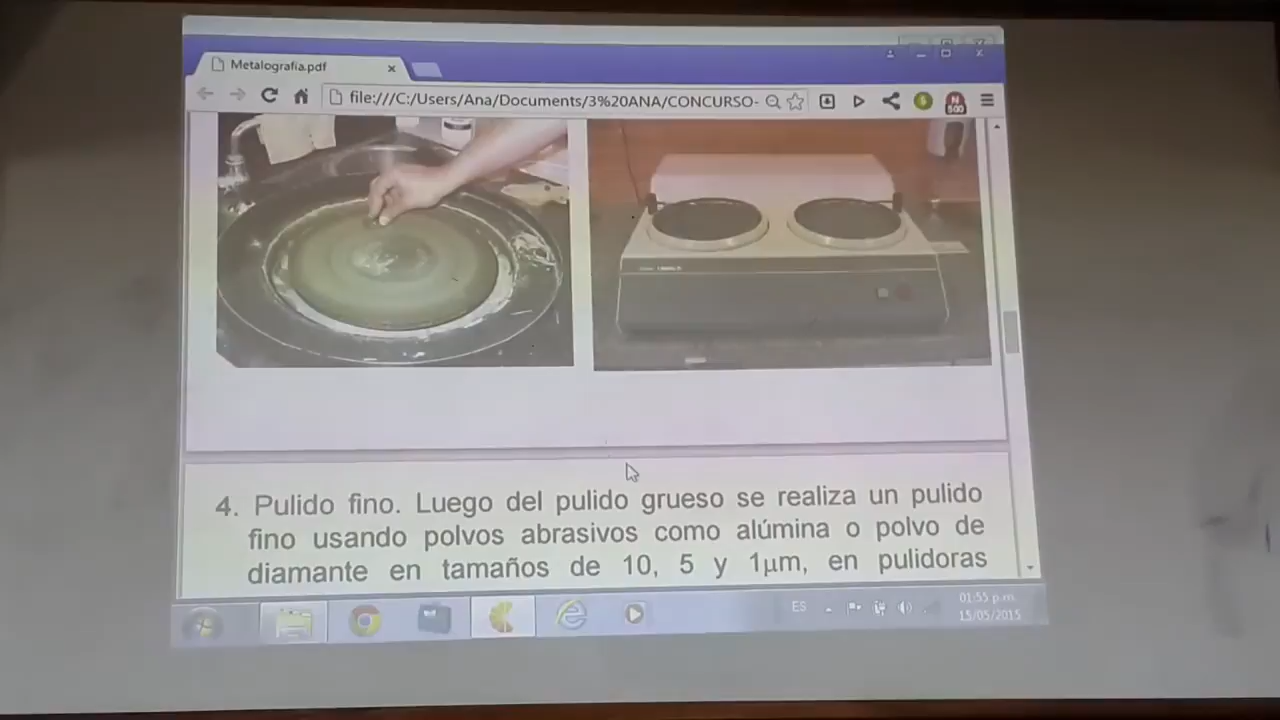 Metalografia.pdf
file:///C:/Users/Ana/Documents/3%20ANA/CONCURSO-
N
500
4. Pulido fino. Luego del pulido grueso se realiza un pulido
fino usando polvos abrasivos como alúmina o polvo de
diamante en tamaños de 10, 5 y 1μm, en pulidoras
ES
01:55 p.m.
15/05/2015